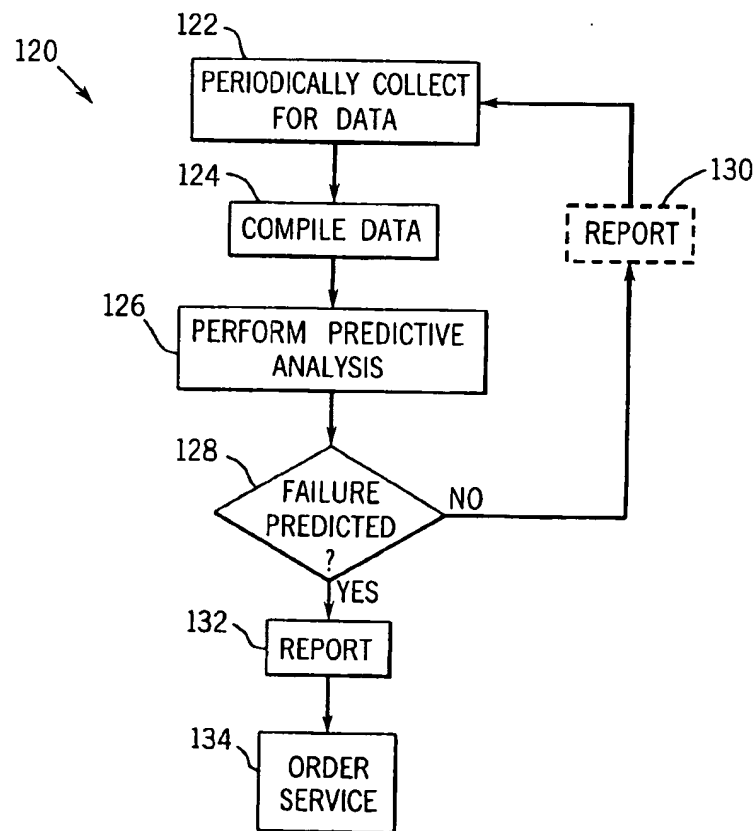 120
122
PERIODICALLY COLLECT
FOR DATA
124
COMPILE DATA
130
REPORT
126
PERFORM PREDICTIVE
ANALYSIS
128
FAILURE
PREDICTED
?
NO
YES
132
REPORT
134
ORDER
SERVICE